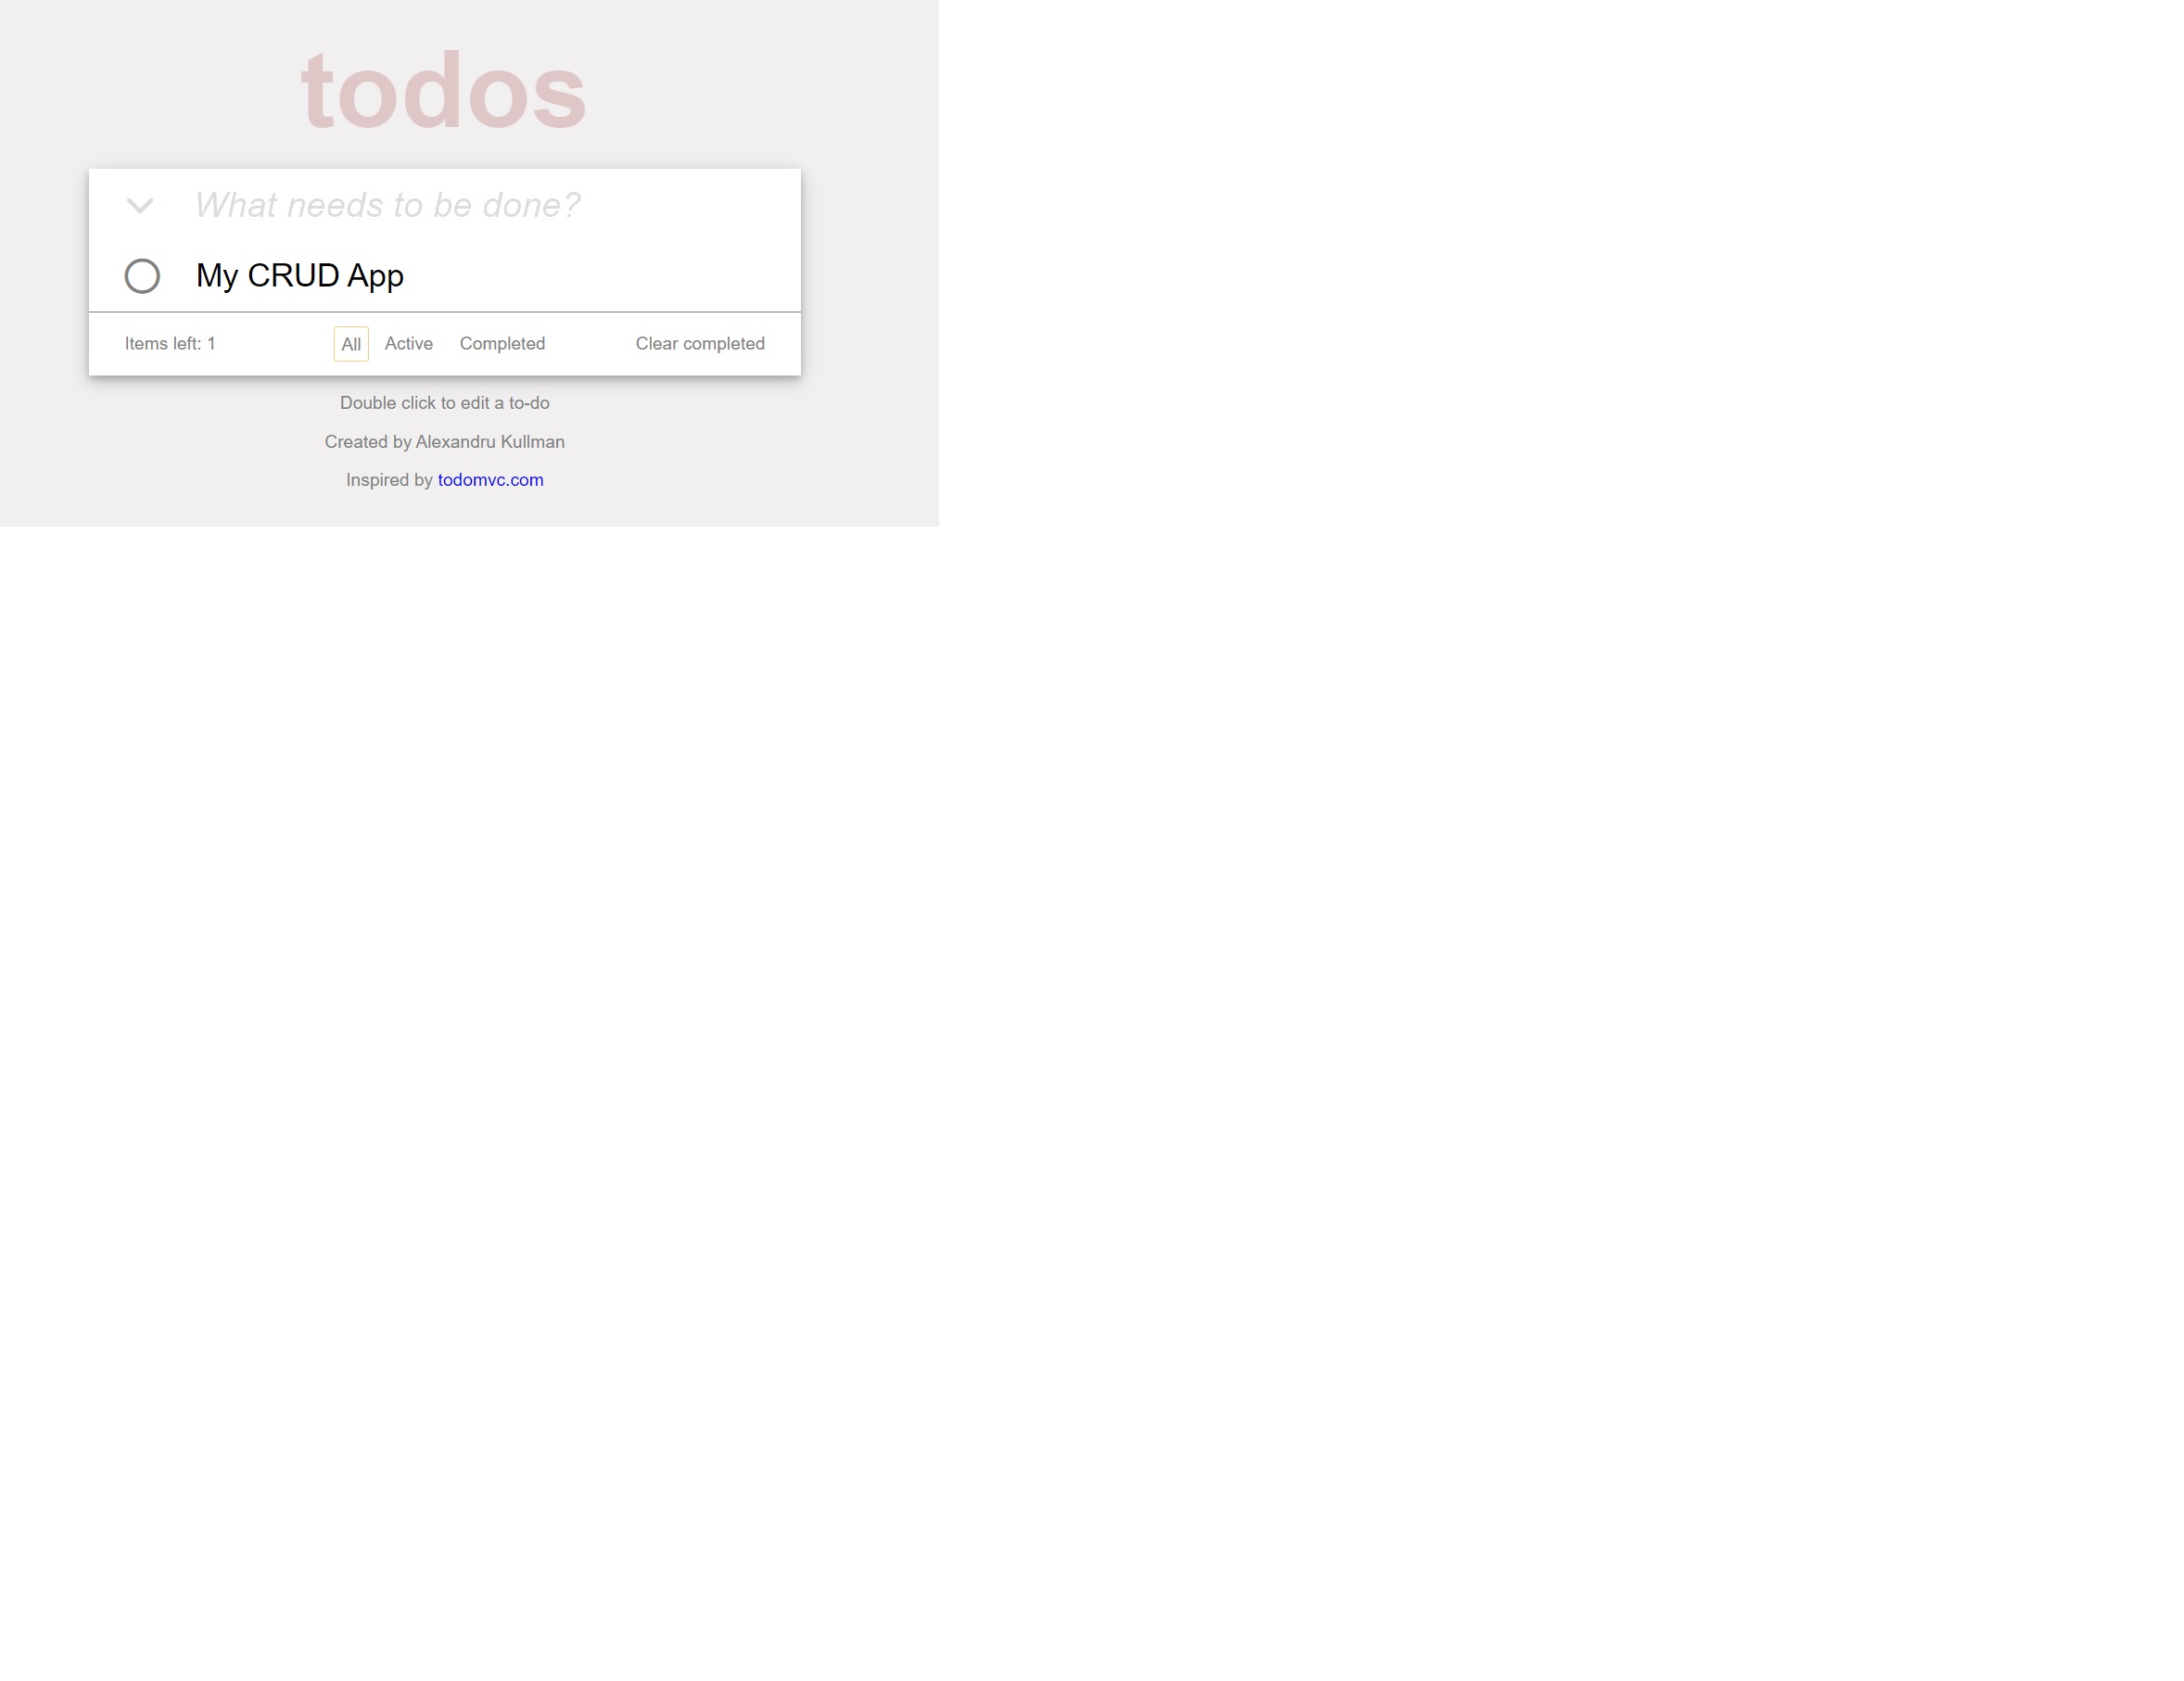 todos
What needs to be done?
My CRUD App
Items left: 1 All Active Completed Clear completed
Double click to edit a to-do
Created by Alexandru Kullman
Inspired by todomvc.com